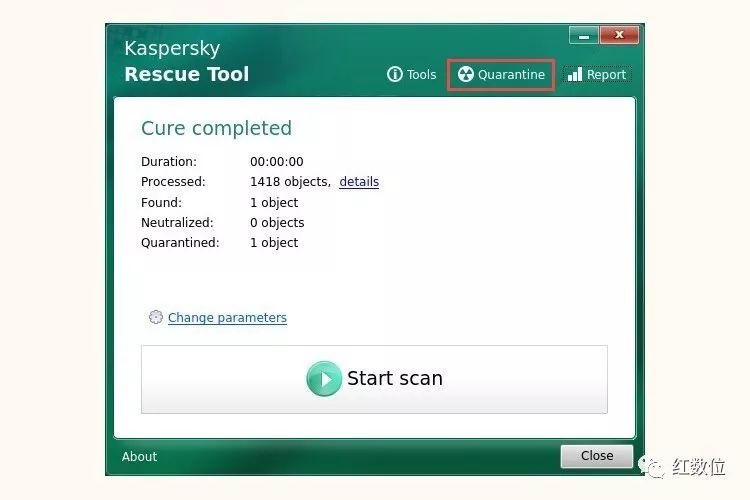 Kaspersky
Rescue Tool
Tools Quarantine Report
Cure completed
Duration: 00:00:00
Processed: 1418 objects, details
Found: 1 object
Neutralized: 0 objects
Quarantined: 1 object
Change parameters
Start scan
About
Close
红数位